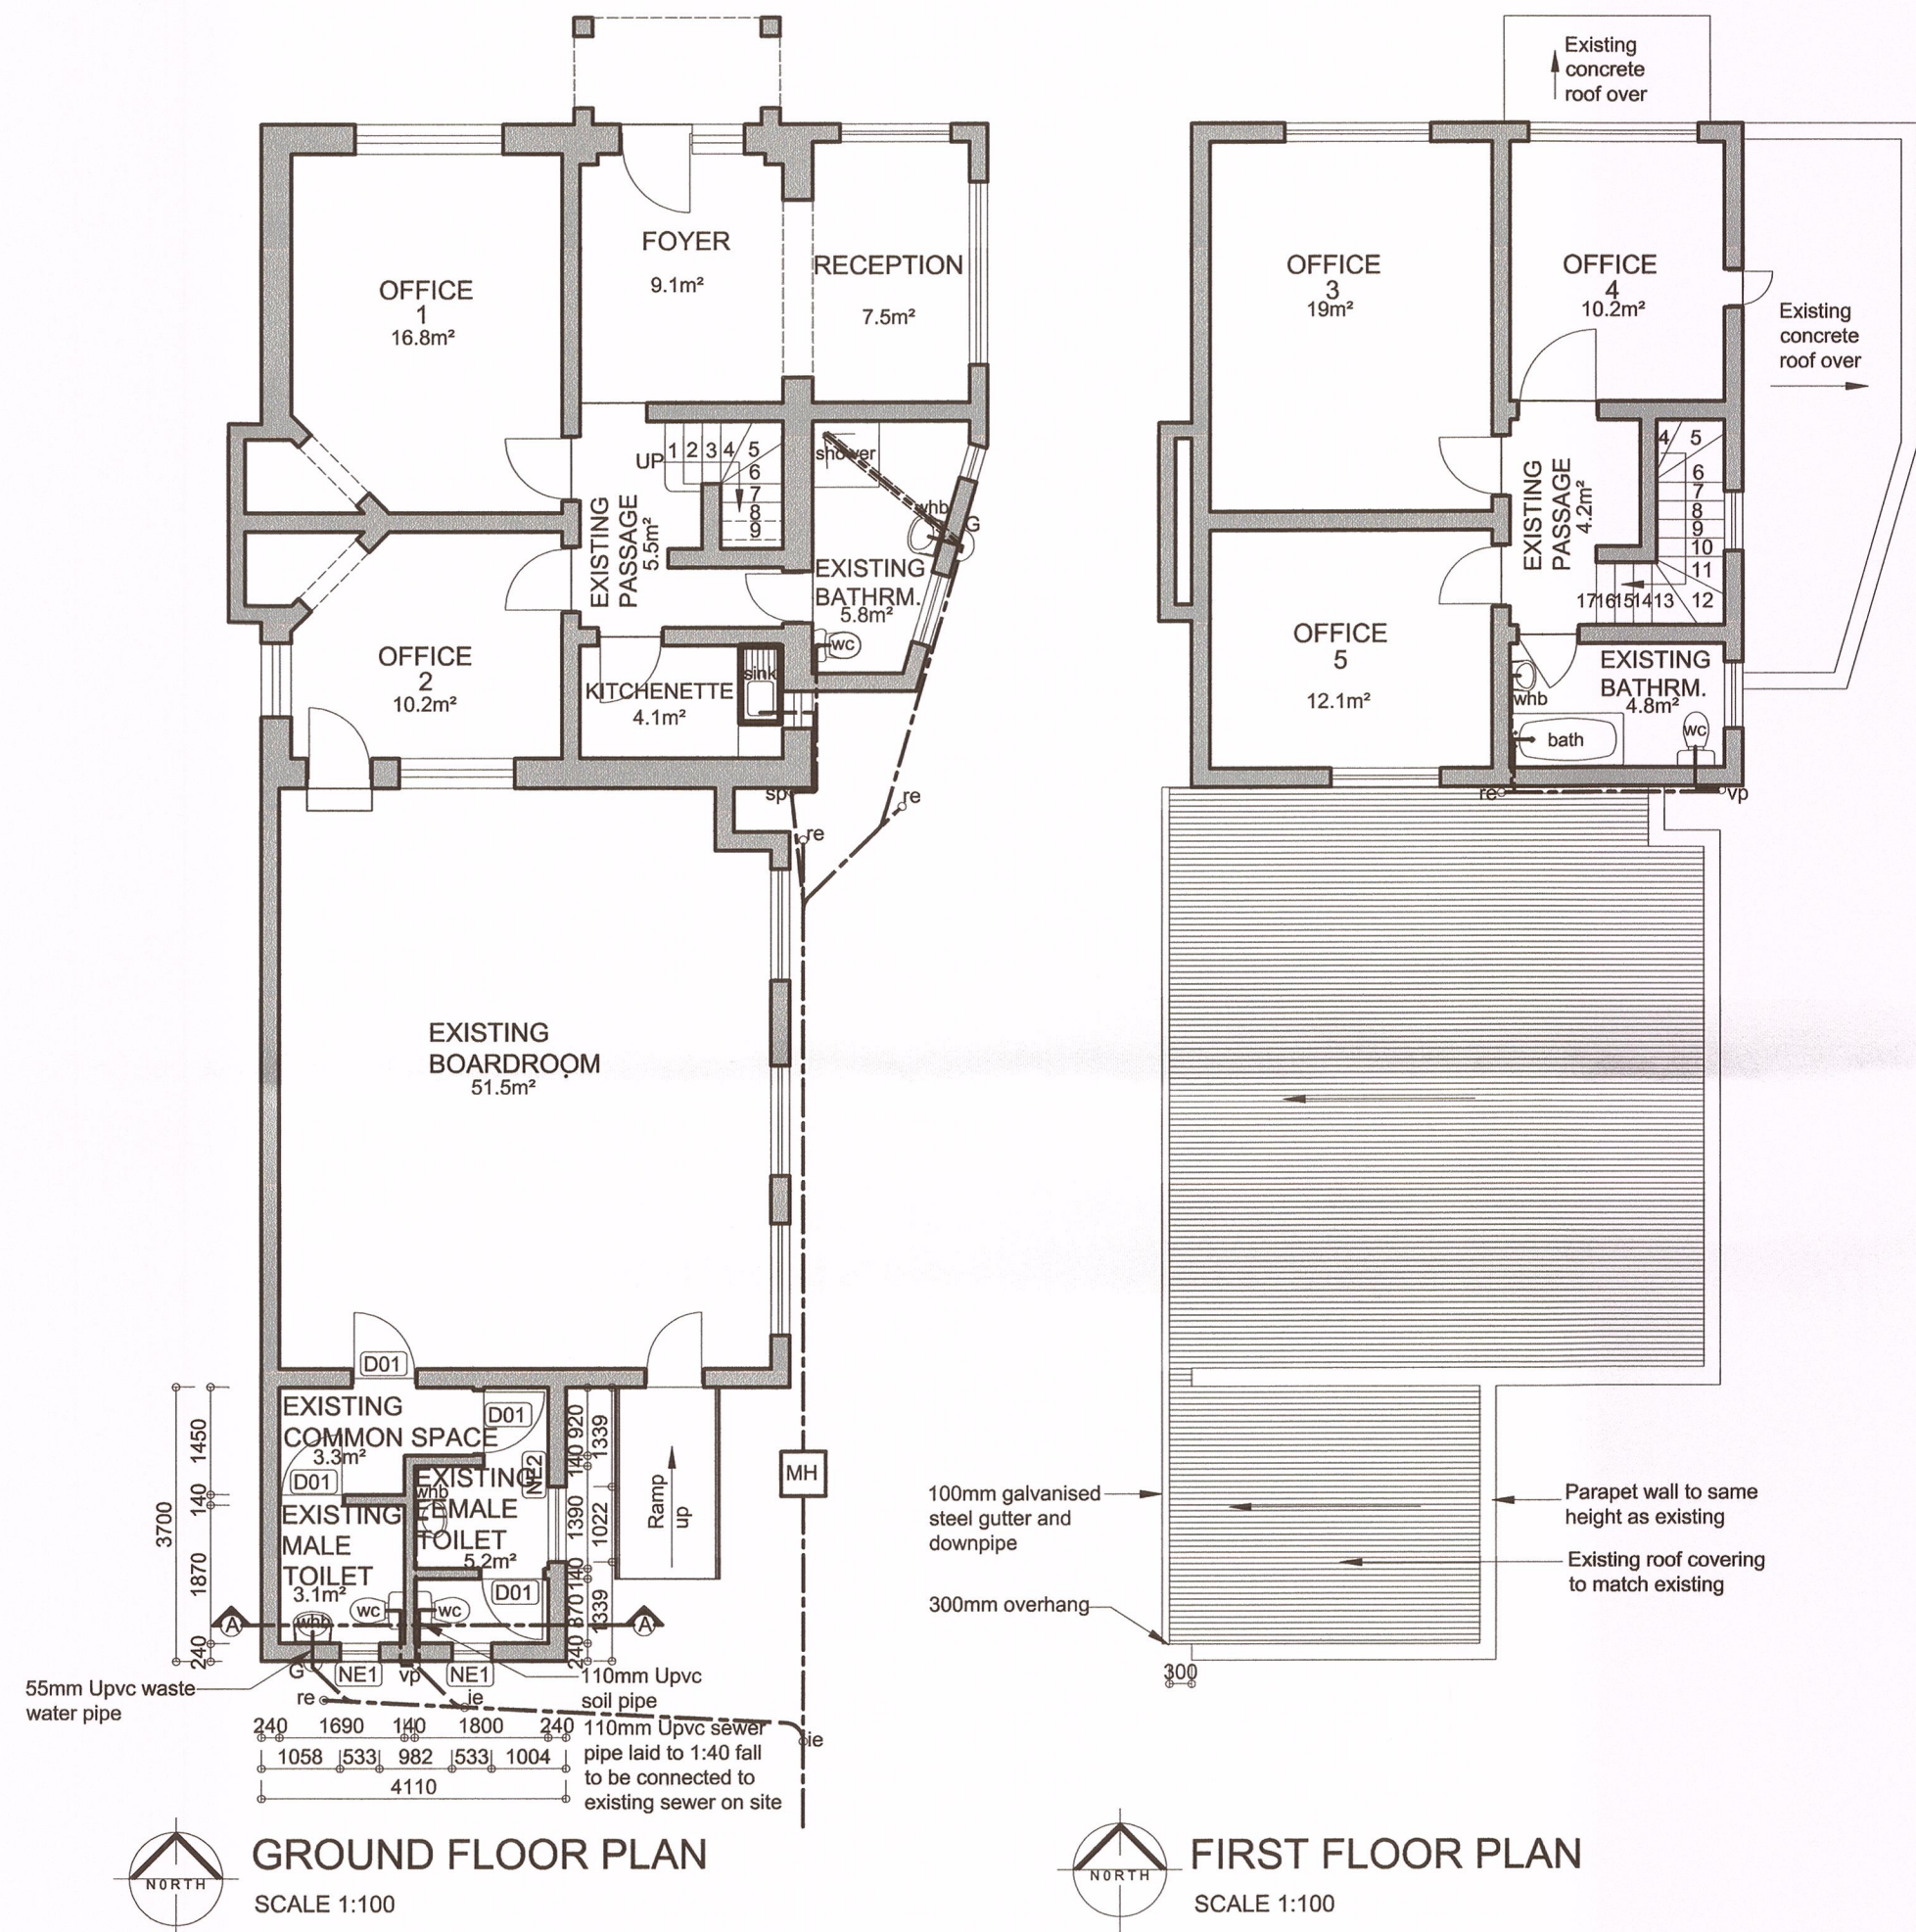 Existing
concrete
roof over
FOYER
9.1m²
RECEPTION
7.5m²
OFFICE
1
16.8m²
OFFICE
3
19m²
OFFICE
4
10.2m²
Existing
concrete
roof over
UP
1 2 3 4 5
6
7
8
9
shower
whb
G
EXISTING
PASSAGE
5.5m²
EXISTING
BATHRM.
5.8m²
wc
4 5
6
7
8
9
10
11
17 16 15 14 13 12
EXISTING
PASSAGE
4.2m²
OFFICE
2
10.2m²
KITCHENETTE
4.1m²
sink
OFFICE
5
12.1m²
EXISTING
BATHRM.
4.8m²
whb
bath
wc
sp
re
re
re
vp
EXISTING
BOARDROOM
51.5m²
D01
EXISTING
COMMON SPACE
3.3m²
D01
D01
NE2
EXISTING
FEMALE
TOILET
5.2m²
whb
EXISTING
MALE
TOILET
3.1m²
D01
wc
wc
whb
A
A
Ramp
up
MH
3700
1450
140
1870
240
920
140
1390
140
870
240
1339
1022
1339
G
NE1
vp
NE1
re
ie
ie
55mm Upvc waste
water pipe
110mm Upvc
soil pipe
110mm Upvc sewer
pipe laid to 1:40 fall
to be connected to
existing sewer on site
240 1690 140 1800 240
1058 533 982 533 1004
4110
100mm galvanised
steel gutter and
downpipe
300mm overhang
300
Parapet wall to same
height as existing
Existing roof covering
to match existing
NORTH
GROUND FLOOR PLAN
SCALE 1:100
NORTH
FIRST FLOOR PLAN
SCALE 1:100